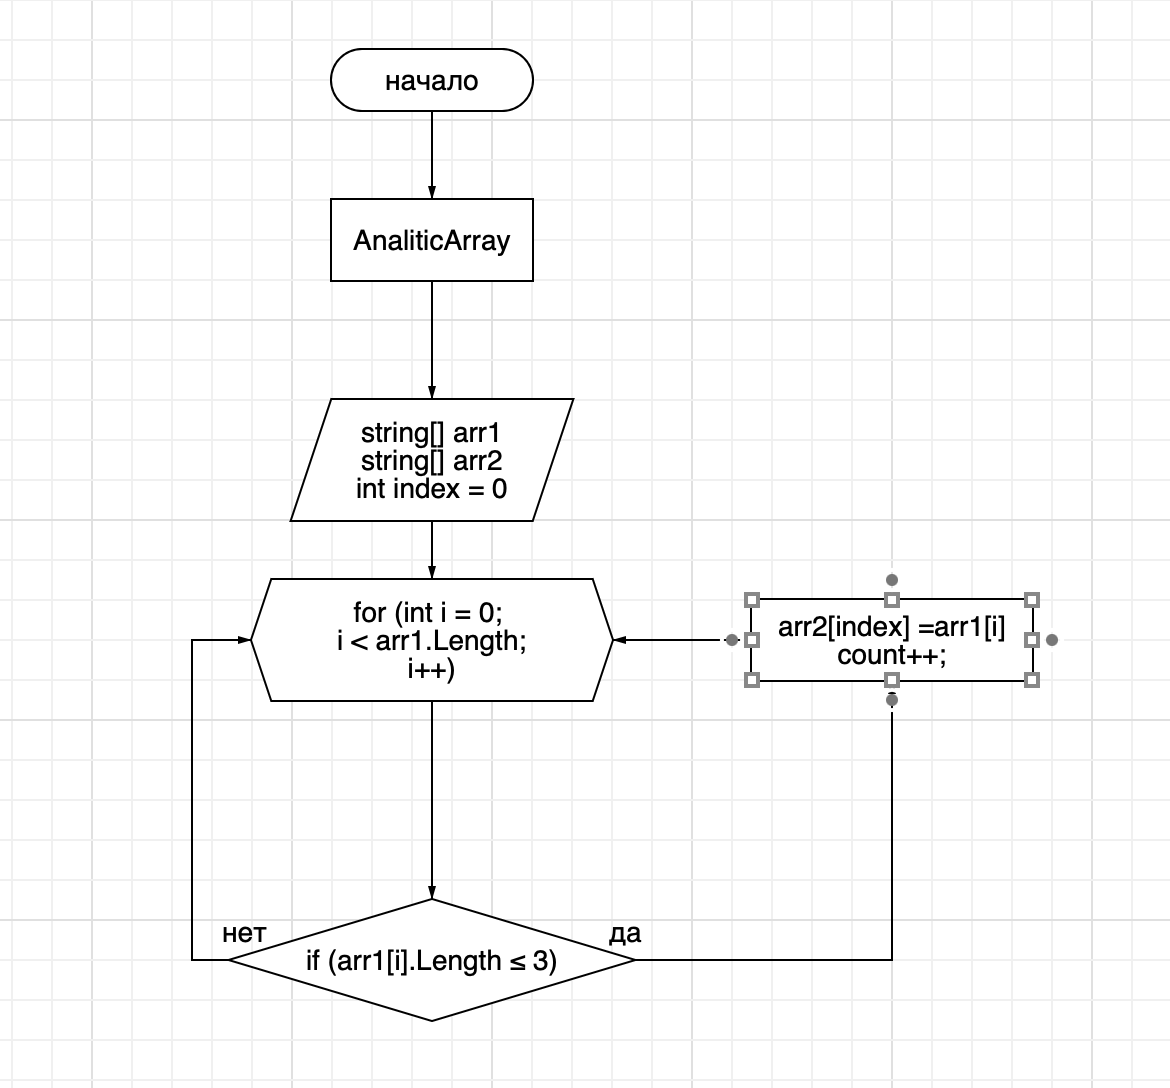 начало
AnaliticArray
string[] arr1
string[] arr2
int index = 0
for (int i = 0;
i < arr1.Length;
i++)
arr2[index] =arr1[i]
count++;
нет
да
if (arr1[i].Length ≤ 3)